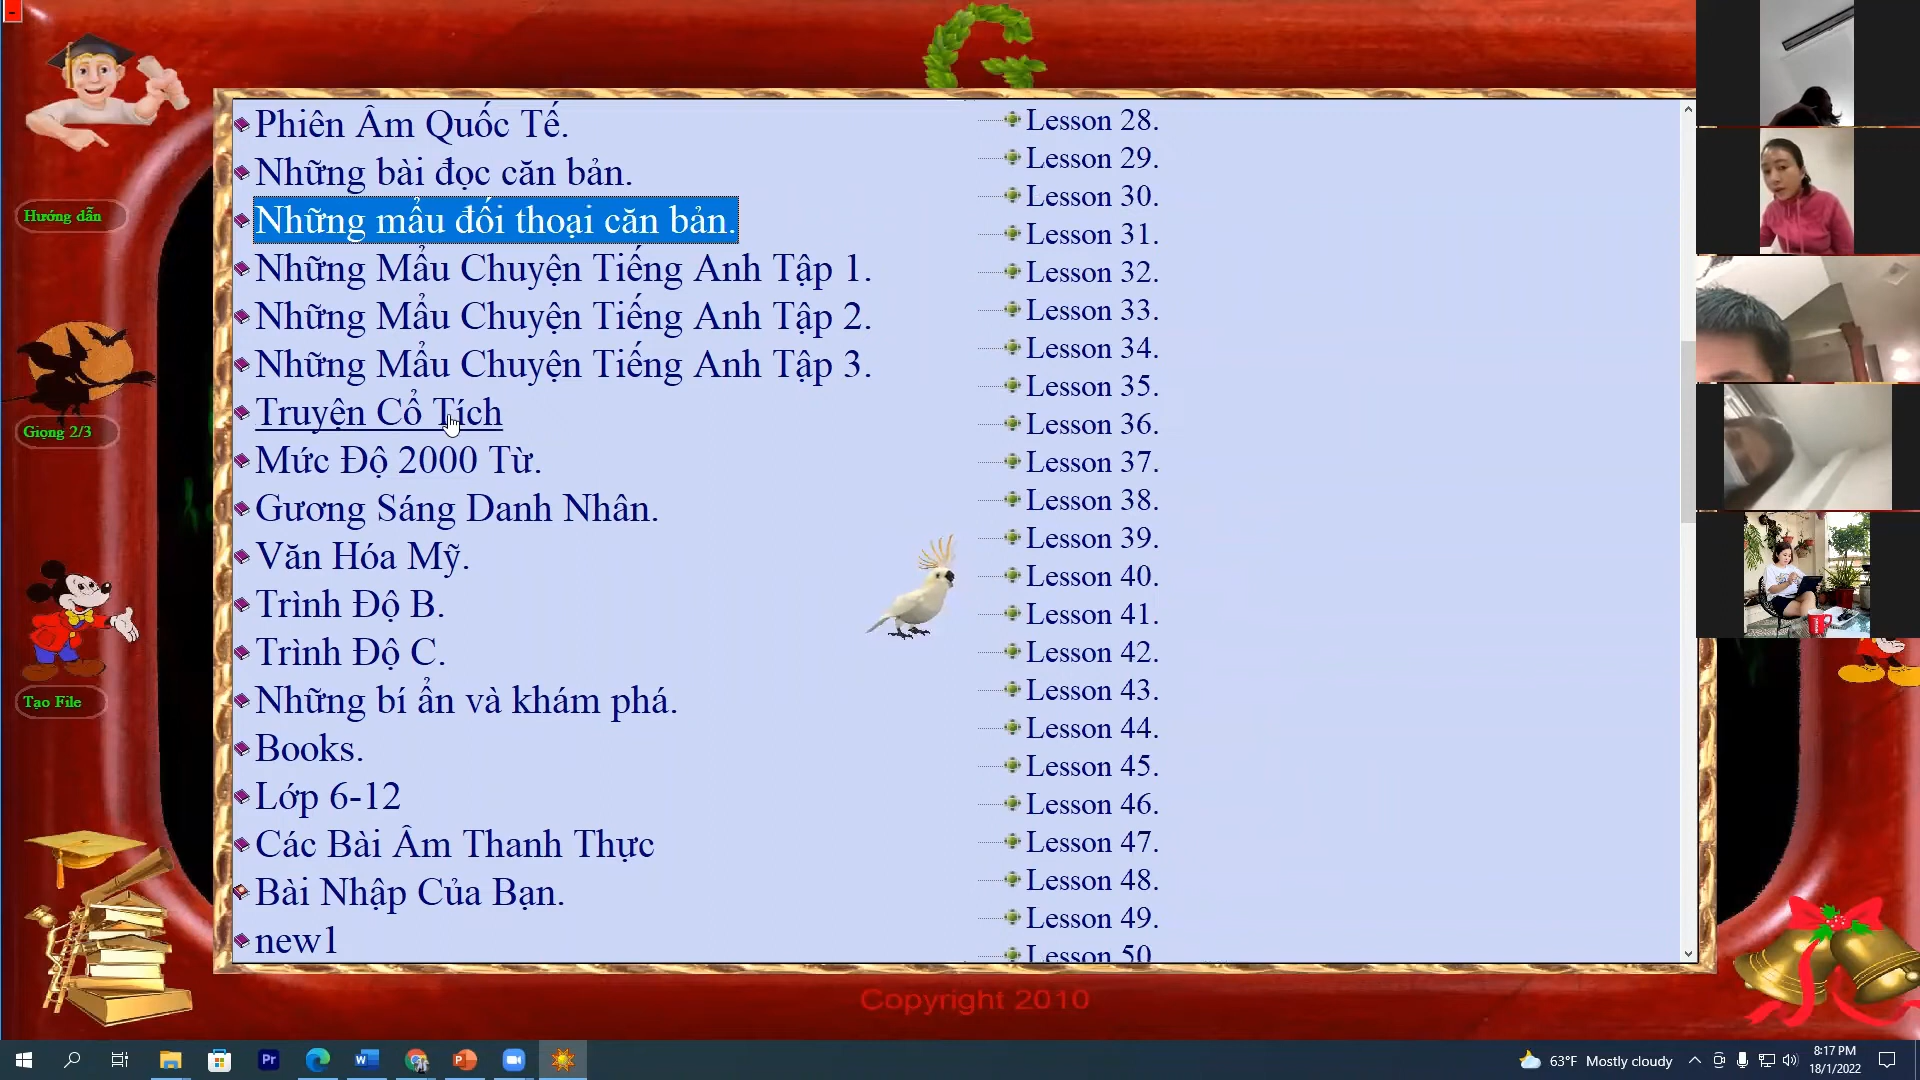 G
Hướng dẫn
Giọng 2/3
Tạo File
Phiên Âm Quốc Tế.
Những bài đọc căn bản.
Những mẩu đối thoại căn bản.
Những Mẩu Chuyện Tiếng Anh Tập 1.
Những Mẩu Chuyện Tiếng Anh Tập 2.
Những Mẩu Chuyện Tiếng Anh Tập 3.
Truyện Cổ Tích
Mức Độ 2000 Từ.
Gương Sáng Danh Nhân.
Văn Hóa Mỹ.
Trình Độ B.
Trình Độ C.
Những bí ẩn và khám phá.
Books.
Lớp 6-12
Các Bài Âm Thanh Thực
Bài Nhập Của Bạn.
new1
Lesson 28.
Lesson 29.
Lesson 30.
Lesson 31.
Lesson 32.
Lesson 33.
Lesson 34.
Lesson 35.
Lesson 36.
Lesson 37.
Lesson 38.
Lesson 39.
Lesson 40.
Lesson 41.
Lesson 42.
Lesson 43.
Lesson 44.
Lesson 45.
Lesson 46.
Lesson 47.
Lesson 48.
Lesson 49.
Lesson 50
Copyright 2010
Pr
W
P
63°F Mostly cloudy
8:17 PM
18/1/2022